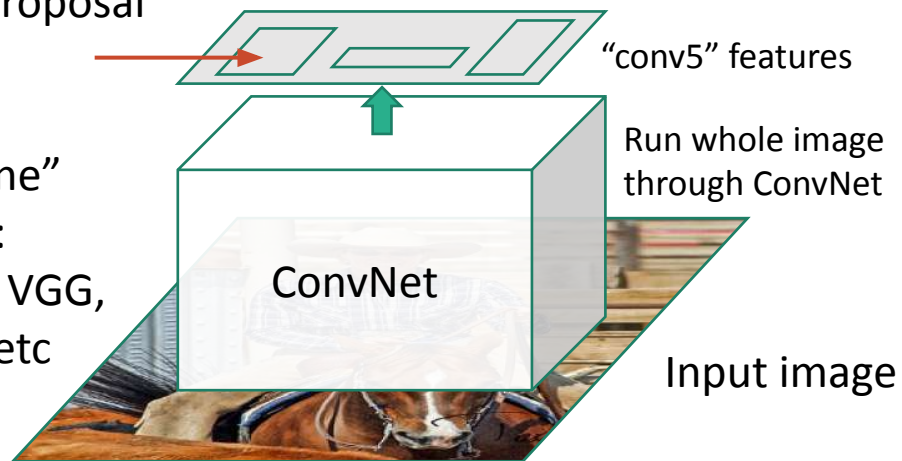 roposal
“conv5” features
Run whole image
through ConvNet
ne”
:
VGG,
etc
ConvNet
Input image